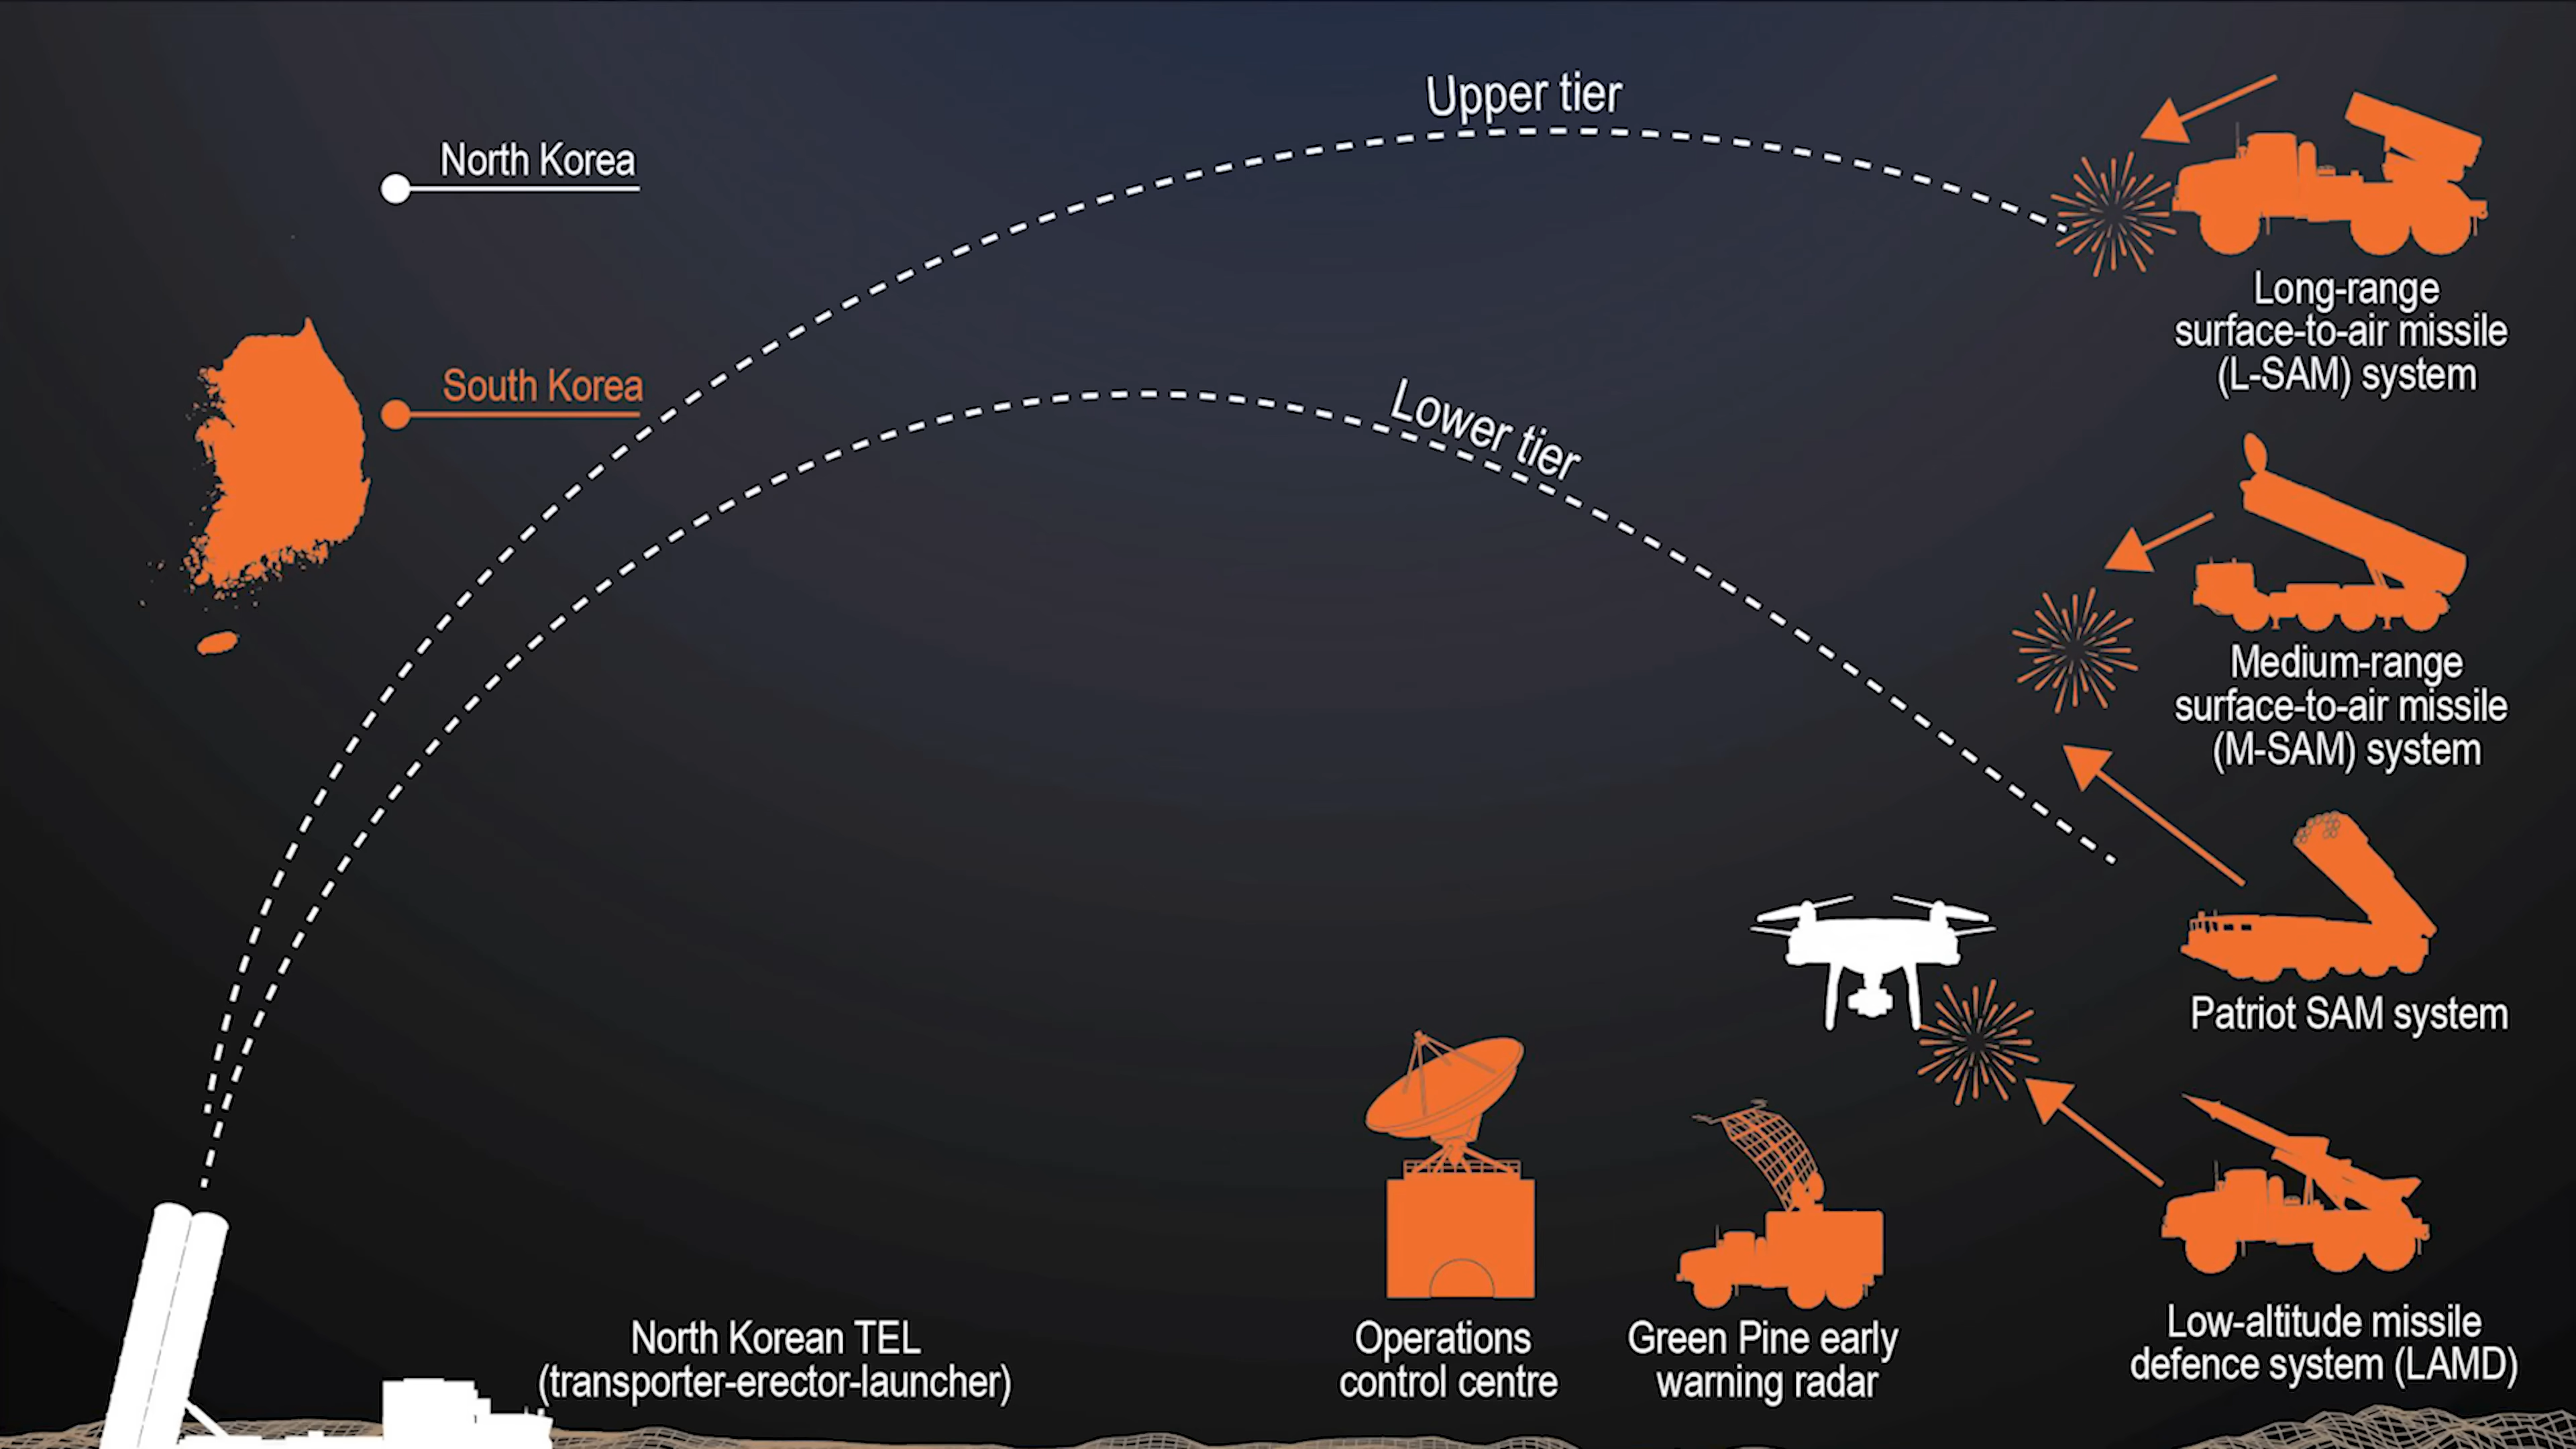 North Korea
South Korea
Upper tier
Lower tier
Long-range
surface-to-air missile
(L-SAM) system
Medium-range
surface-to-air missile
(M-SAM) system
Patriot SAM system
Low-altitude missile
defence system (LAMD)
North Korean TEL
(transporter-erector-launcher)
Operations
control centre
Green Pine early
warning radar